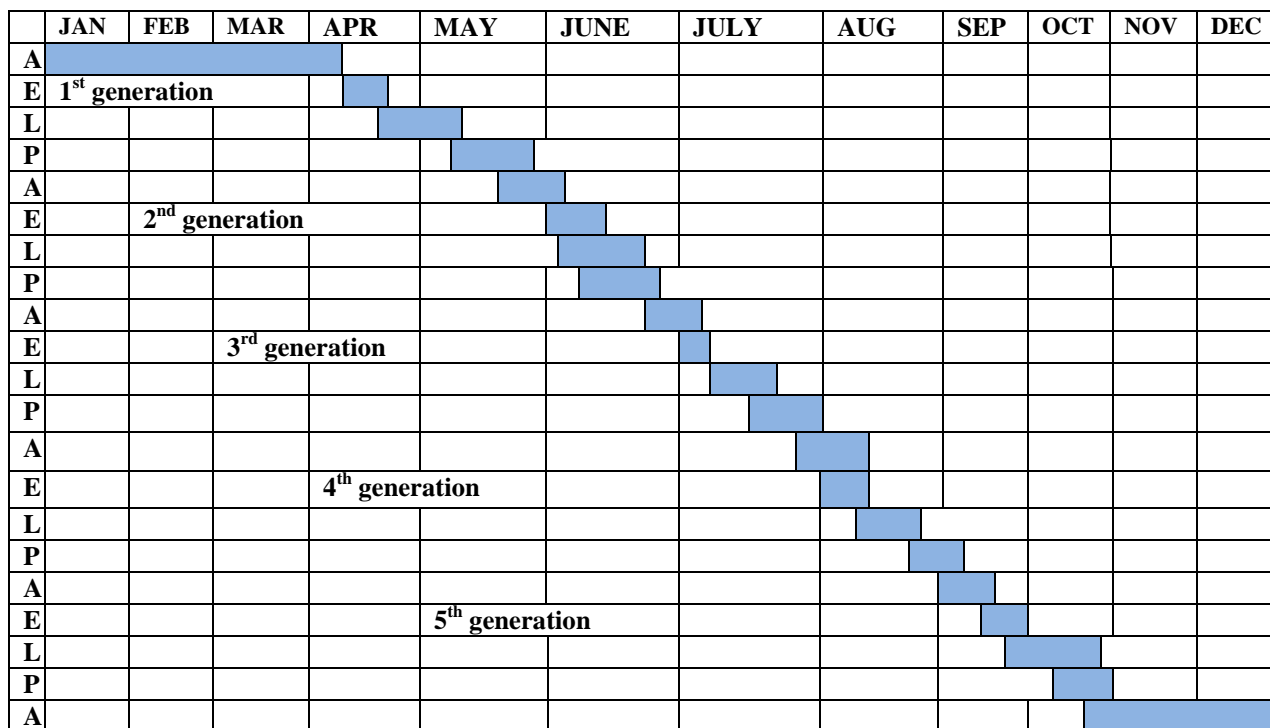 JAN FEB MAR APR MAY JUNE JULY AUG SEP OCT NOV DEC
A
E 1st generation
L
P
A
E 2nd generation
L
P
A
E 3rd generation
L
P
A
E 4th generation
L
P
A
E 5th generation
L
P
A